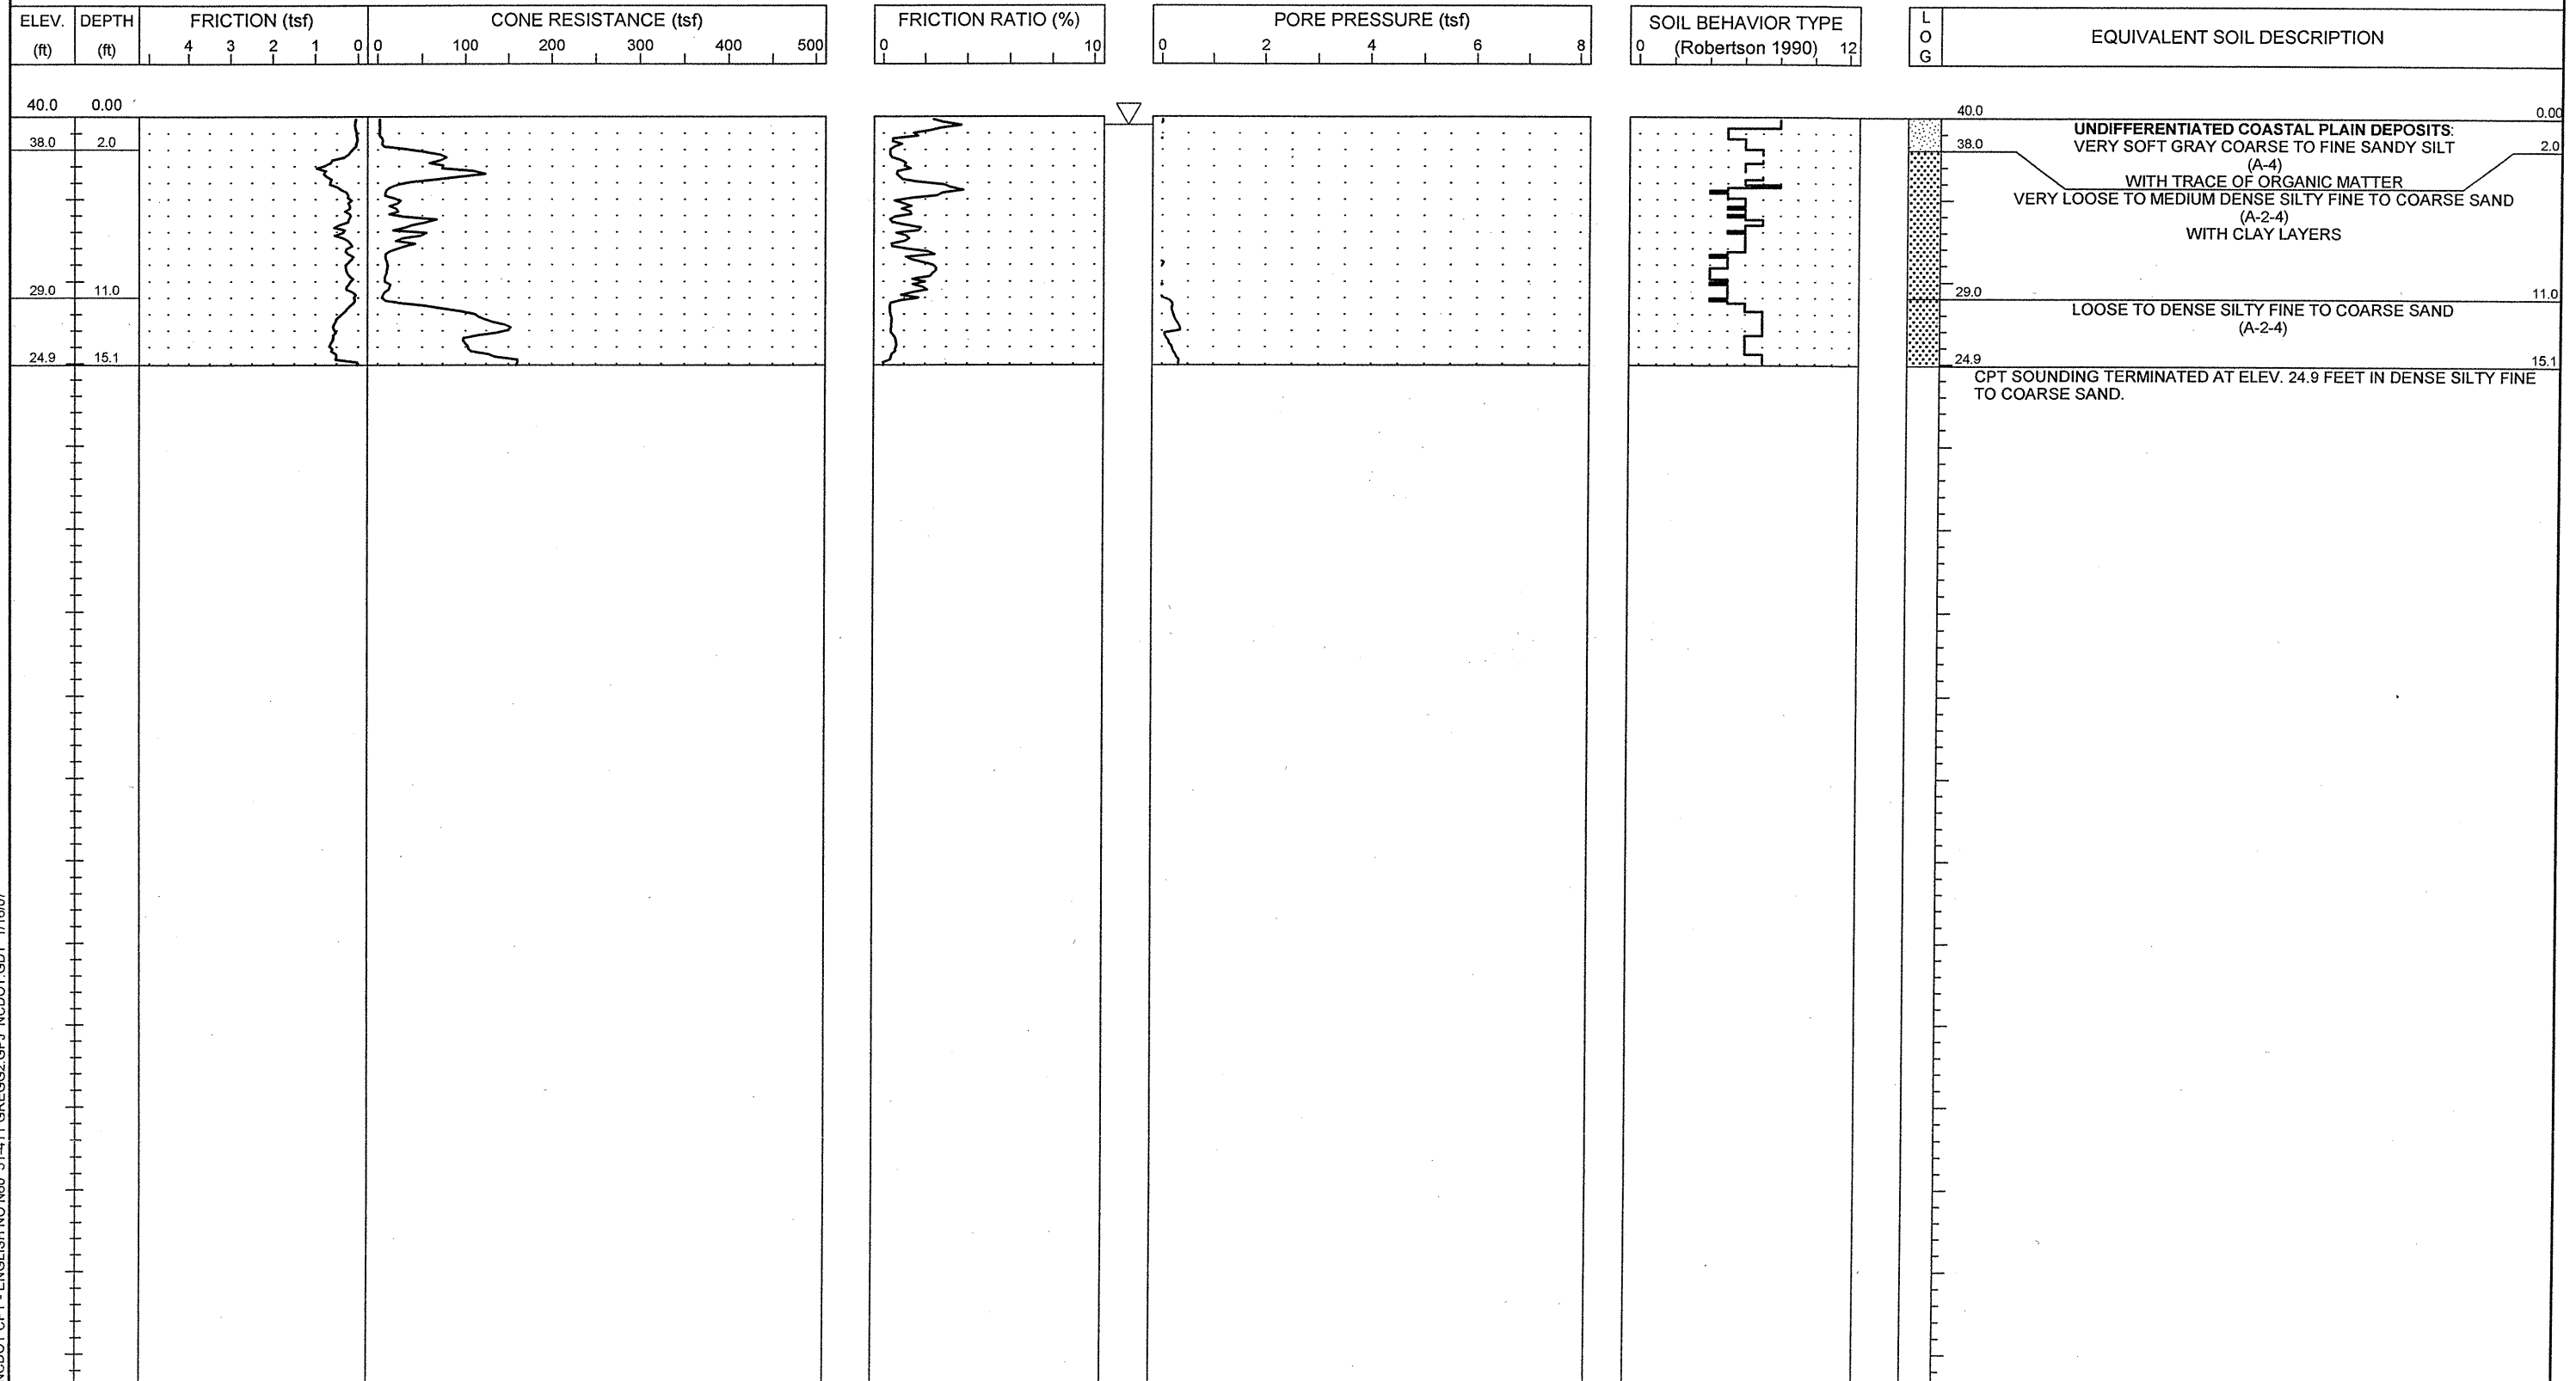 ELEV.
(ft)
DEPTH
(ft)
FRICTION (tsf)
4 3 2 1 0
CONE RESISTANCE (tsf)
0 100 200 300 400 500
FRICTION RATIO (%)
0 10
PORE PRESSURE (tsf)
0 2 4 6 8
SOIL BEHAVIOR TYPE
(Robertson 1990)
0 12
L
O
G
EQUIVALENT SOIL DESCRIPTION
40.0 0.00
38.0 2.0
29.0 11.0
24.9 15.1
40.0 0.00
UNDIFFERENTIATED COASTAL PLAIN DEPOSITS:
38.0 VERY SOFT GRAY COARSE TO FINE SANDY SILT 2.0
(A-4)
WITH TRACE OF ORGANIC MATTER
VERY LOOSE TO MEDIUM DENSE SILTY FINE TO COARSE SAND
(A-2-4)
WITH CLAY LAYERS
29.0 11.0
LOOSE TO DENSE SILTY FINE TO COARSE SAND
(A-2-4)
24.9 15.1
CPT SOUNDING TERMINATED AT ELEV. 24.9 FEET IN DENSE SILTY FINE
TO COARSE SAND.